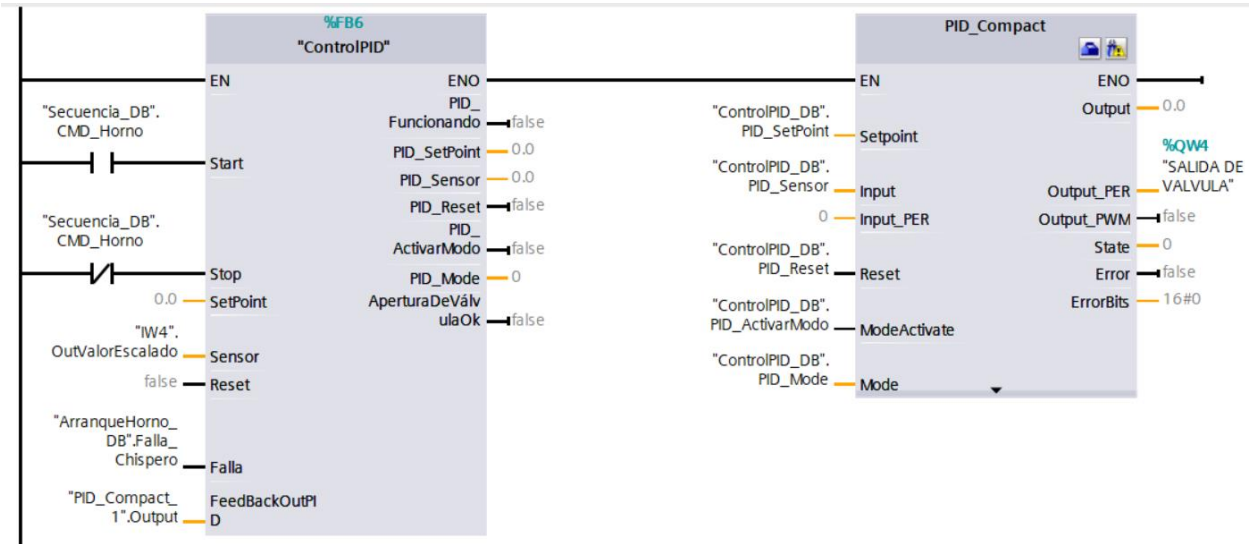 %FB6
"ControlPID"
EN
ENO
"Secuencia_DB".
CMD_Horno
Start
PID_
Funcionando
false
PID_SetPoint
0.0
PID_Sensor
0.0
PID_Reset
false
"Secuencia_DB".
CMD_Horno
Stop
PID_
ActivarModo
false
PID_Mode
0
0.0
SetPoint
AperturaDeVálv
ulaOk
false
"IW4".
OutValorEscalado
Sensor
false
Reset
"ArranqueHorno_
DB".Falla_
Chispero
Falla
"PID_Compact_
1".Output
FeedBackOutPI
D
PID_Compact
EN
ENO
"ControlPID_DB".
PID_SetPoint
Setpoint
Output
0.0
"ControlPID_DB".
PID_Sensor
Input
%QW4
"SALIDA DE
VALVULA"
Output_PER
0
Input_PER
Output_PWM
false
"ControlPID_DB".
PID_Reset
Reset
State
0
Error
false
"ControlPID_DB".
PID_ActivarModo
ModeActivate
ErrorBits
16#0
"ControlPID_DB".
PID_Mode
Mode